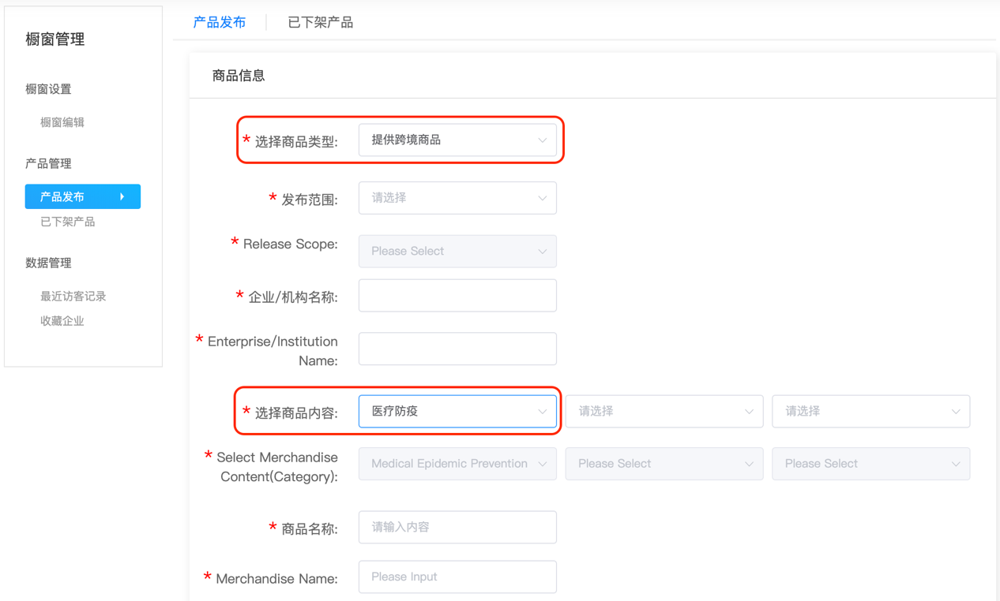 橱窗管理
橱窗设置
橱窗编辑
产品管理
产品发布
已下架产品
数据管理
最近访客记录
收藏企业
产品发布 已下架产品
商品信息
* 选择商品类型: 提供跨境商品
* 发布范围: 请选择
* Release Scope: Please Select
* 企业/机构名称:
* Enterprise/Institution
Name:
* 选择商品内容: 医疗防疫 请选择 请选择
* Select Merchandise
Content(Category): Medical Epidemic Prevention Please Select Please Select
* 商品名称: 请输入内容
* Merchandise Name: Please Input